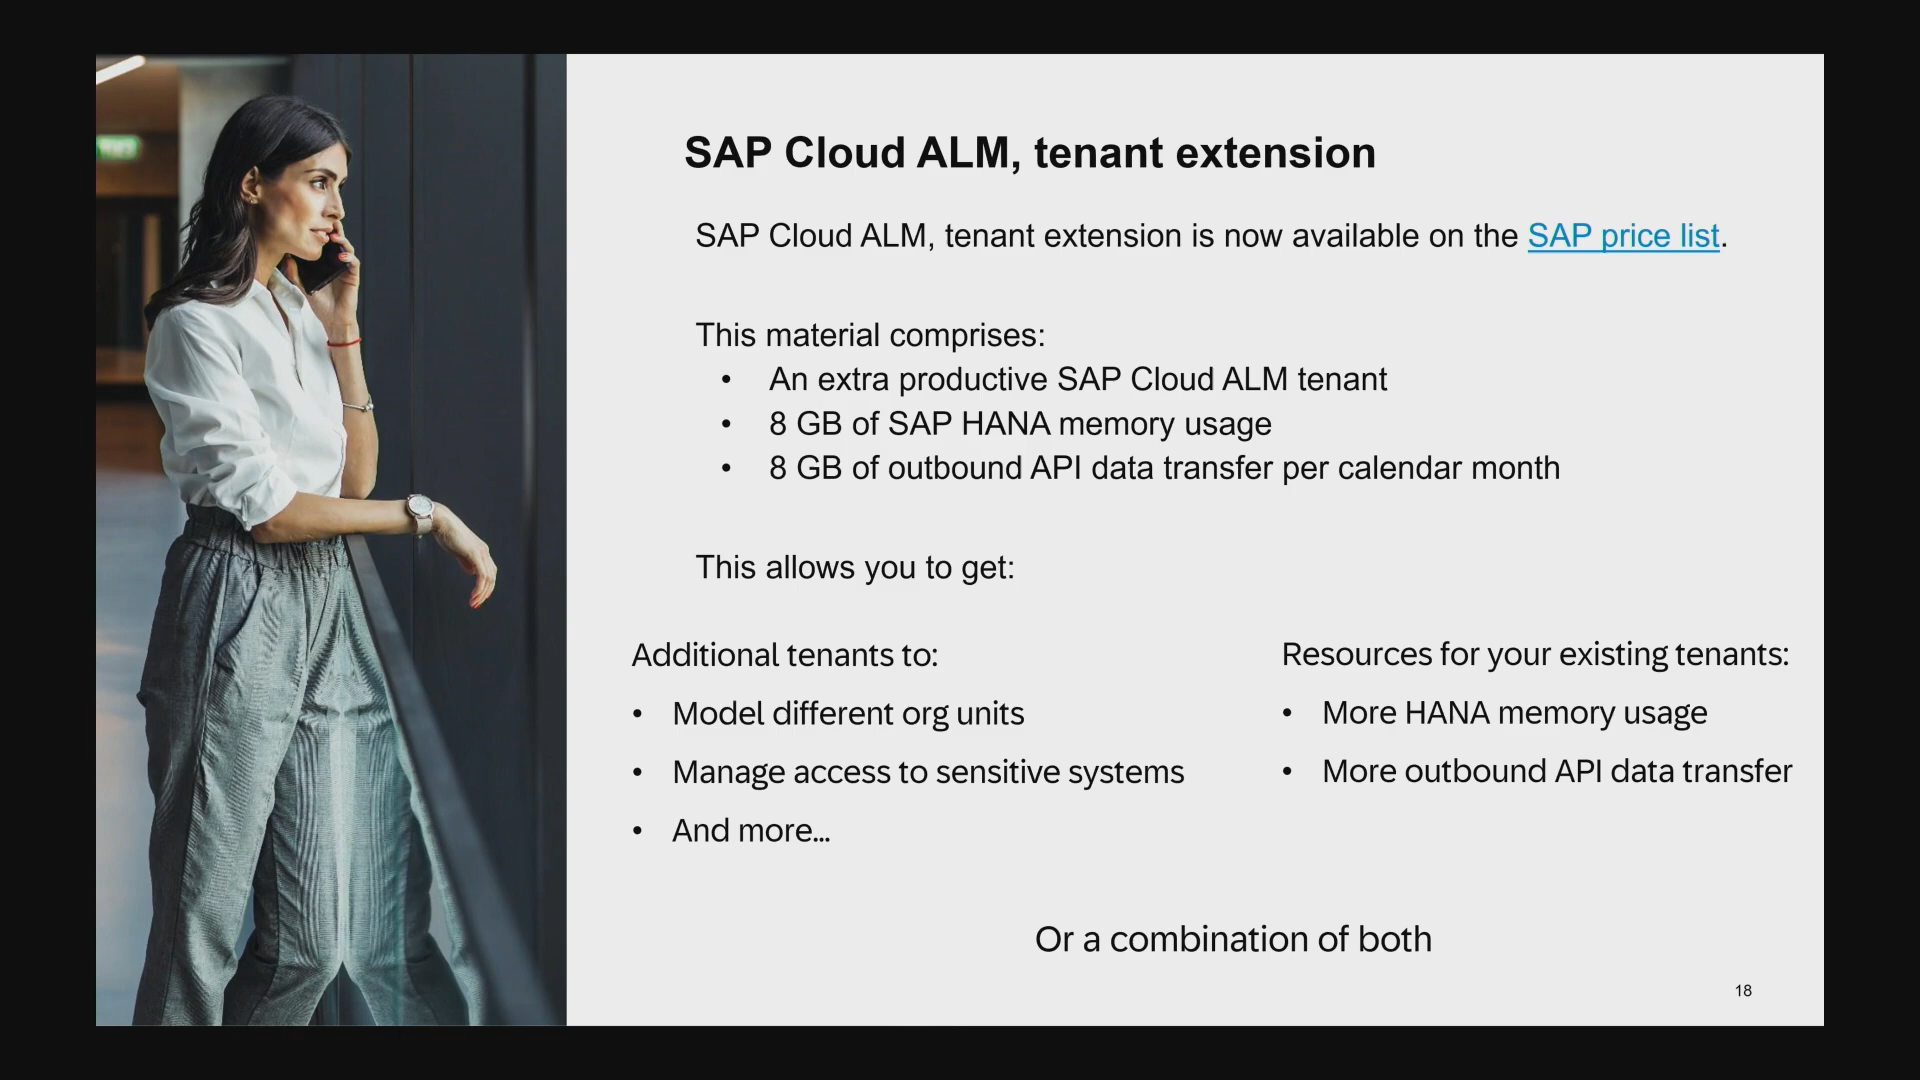 SAP Cloud ALM, tenant extension
SAP Cloud ALM, tenant extension is now available on the SAP price list.
This material comprises:
• An extra productive SAP Cloud ALM tenant
• 8 GB of SAP HANA memory usage
• 8 GB of outbound API data transfer per calendar month
This allows you to get:
Additional tenants to:
• Model different org units
• Manage access to sensitive systems
• And more...
Resources for your existing tenants:
• More HANA memory usage
• More outbound API data transfer
Or a combination of both
18